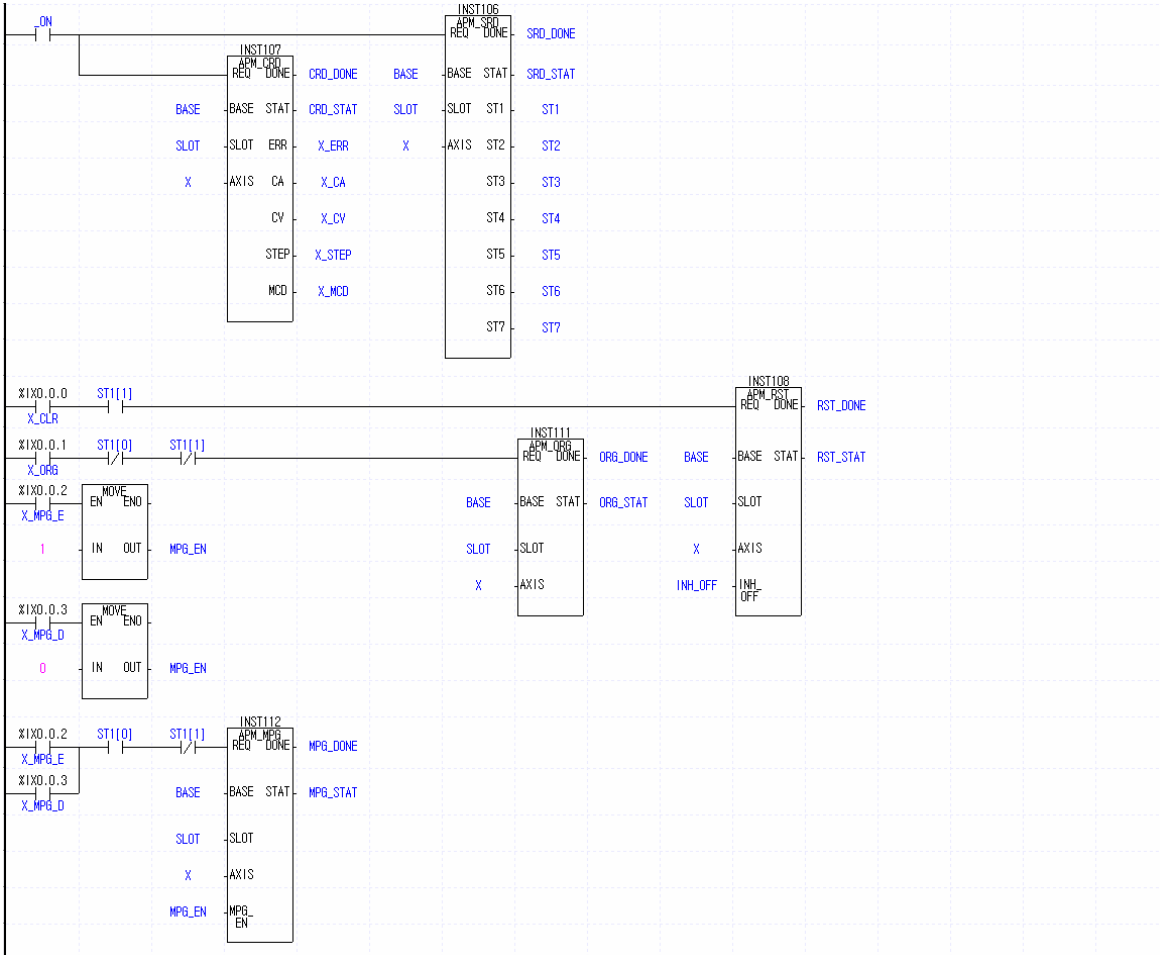 _ON
INST106
APM_SRD
REQ DONE SRD_DONE
INST107
APM_CRD
REQ DONE CRD_DONE BASE BASE STAT SRD_STAT
BASE BASE STAT CRD_STAT SLOT SLOT ST1 ST1
SLOT SLOT ERR X_ERR X AXIS ST2 ST2
X AXIS CA X_CA ST3 ST3
CV X_CV ST4 ST4
STEP X_STEP ST5 ST5
MCD X_MCD ST6 ST6
ST7 ST7
INST108
APM_RST
%IX0.0.0 ST1[1] REQ DONE RST_DONE
X_CLR
INST111
APM_ORG
%IX0.0.1 ST1[0] ST1[1] REQ DONE ORG_DONE BASE BASE STAT RST_STAT
X_ORG
%IX0.0.2 MOVE
EN ENO BASE BASE STAT ORG_STAT SLOT SLOT
X_MPG_E
1 IN OUT MPG_EN SLOT SLOT X AXIS
X AXIS INH_OFF INH_
OFF
%IX0.0.3 MOVE
EN ENO
X_MPG_D
0 IN OUT MPG_EN
INST112
APM_MPG
%IX0.0.2 ST1[0] ST1[1] REQ DONE MPG_DONE
X_MPG_E
%IX0.0.3
BASE BASE STAT MPG_STAT
X_MPG_D
SLOT SLOT
X AXIS
MPG_EN MPG_
EN